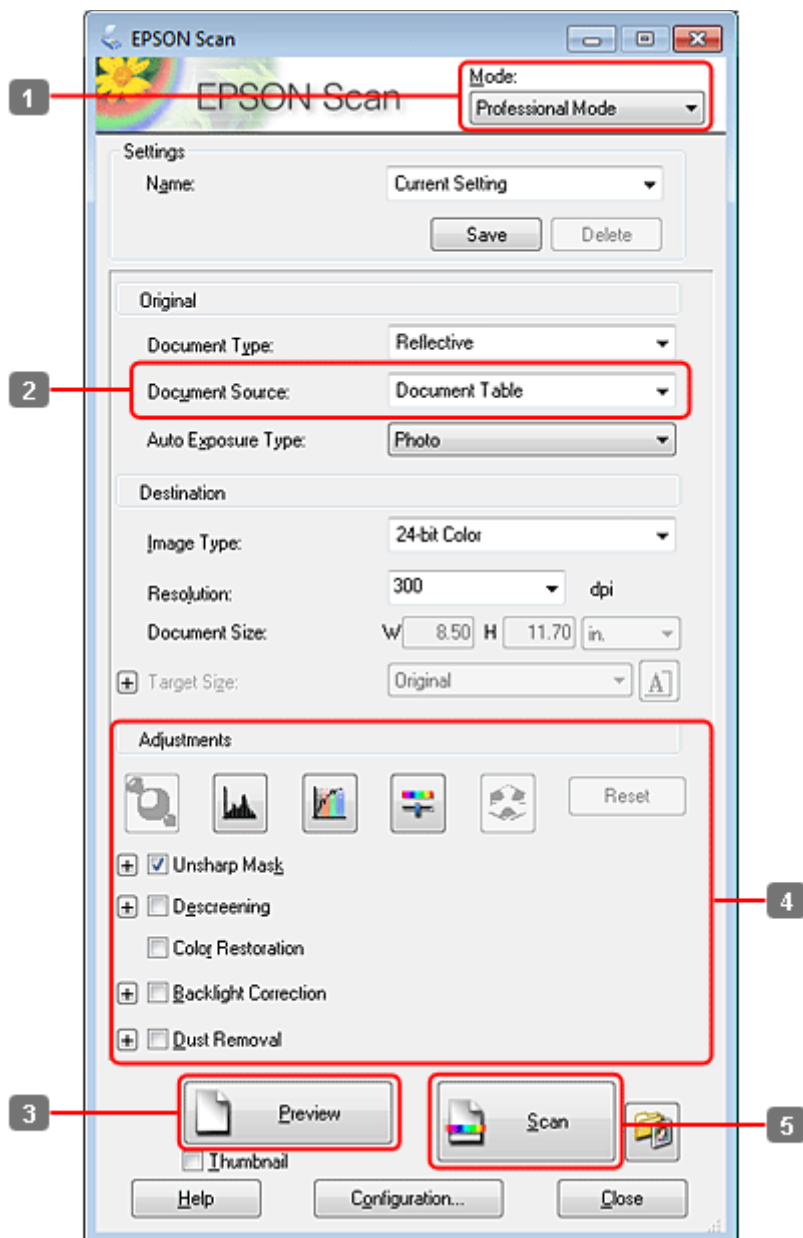 EPSON Scan
EPSON Scan
Mode:
1
Professional Mode
Settings
Name:
Current Setting
Save
Delete
Original
Document Type:
Reflective
2
Document Source:
Document Table
Auto Exposure Type:
Photo
Destination
Image Type:
24-bit Color
Resolution:
300
dpi
Document Size:
W 8.50 H 11.70 in.
Target Size:
Original
A
Adjustments
Reset
Unsharp Mask
4
Descreening
Color Restoration
Backlight Correction
Dust Removal
3
Preview
Scan
5
Thumbnail
Help
Configuration...
Close